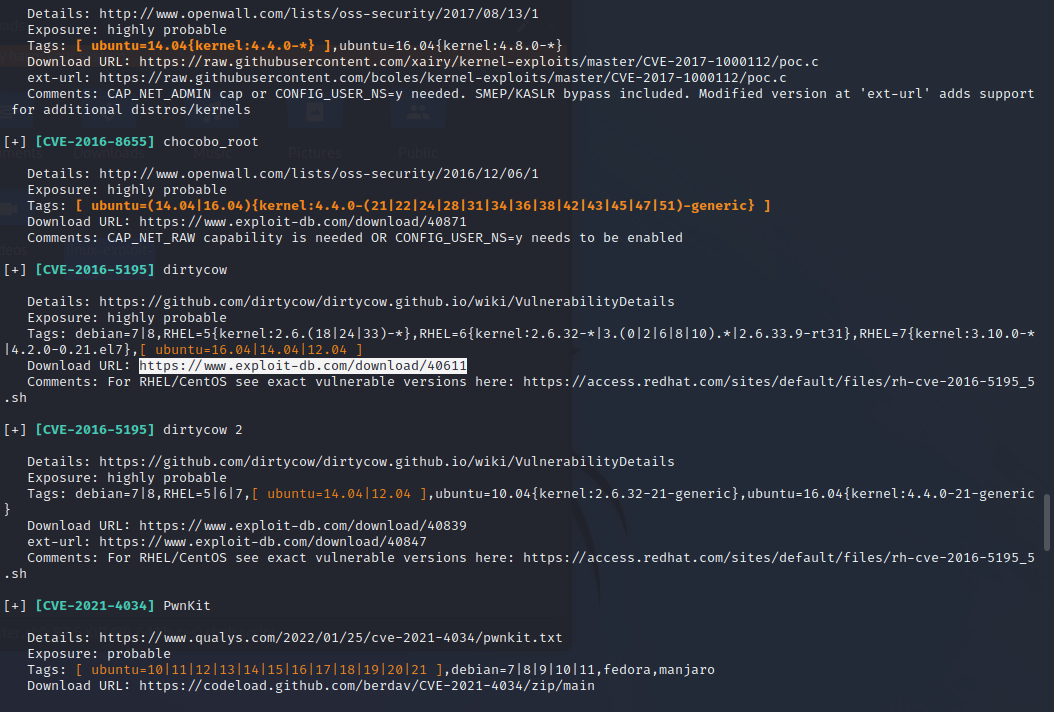 Details: http://www.openwall.com/lists/oss-security/2017/08/13/1
Exposure: highly probable
Tags: [ ubuntu=14.04{kernel:4.4.0-*} ],ubuntu=16.04{kernel:4.8.0-*}
Download URL: https://raw.githubusercontent.com/xairy/kernel-exploits/master/CVE-2017-1000112/poc.c
ext-url: https://raw.githubusercontent.com/bcoles/kernel-exploits/master/CVE-2017-1000112/poc.c
Comments: CAP_NET_ADMIN cap or CONFIG_USER_NS=y needed. SMEP/KASLR bypass included. Modified version at 'ext-url' adds support
for additional distros/kernels
[+] [CVE-2016-8655] chocobo_root
Details: http://www.openwall.com/lists/oss-security/2016/12/06/1
Exposure: highly probable
Tags: [ ubuntu=(14.04|16.04){kernel:4.4.0-(21|22|24|28|31|34|36|38|42|43|45|47|51)-generic} ]
Download URL: https://www.exploit-db.com/download/40871
Comments: CAP_NET_RAW capability is needed OR CONFIG_USER_NS=y needs to be enabled
[+] [CVE-2016-5195] dirtycow
Details: https://github.com/dirtycow/dirtycow.github.io/wiki/VulnerabilityDetails
Exposure: highly probable
Tags: debian=7|8,RHEL=5{kernel:2.6.(18|24|33)-*},RHEL=6{kernel:2.6.32-*|3.(0|2|6|8|10).*|2.6.33.9-rt31},RHEL=7{kernel:3.10.0-*
|4.2.0-0.21.el7},[ ubuntu=16.04|14.04|12.04 ]
Download URL: https://www.exploit-db.com/download/40611
Comments: For RHEL/CentOS see exact vulnerable versions here: https://access.redhat.com/sites/default/files/rh-cve-2016-5195_5
.sh
[+] [CVE-2016-5195] dirtycow 2
Details: https://github.com/dirtycow/dirtycow.github.io/wiki/VulnerabilityDetails
Exposure: highly probable
Tags: debian=7|8,RHEL=5|6|7,[ ubuntu=14.04|12.04 ],ubuntu=10.04{kernel:2.6.32-21-generic},ubuntu=16.04{kernel:4.4.0-21-generic
}
Download URL: https://www.exploit-db.com/download/40839
ext-url: https://www.exploit-db.com/download/40847
Comments: For RHEL/CentOS see exact vulnerable versions here: https://access.redhat.com/sites/default/files/rh-cve-2016-5195_5
.sh
[+] [CVE-2021-4034] PwnKit
Details: https://www.qualys.com/2022/01/25/cve-2021-4034/pwnkit.txt
Exposure: probable
Tags: [ ubuntu=10|11|12|13|14|15|16|17|18|19|20|21 ],debian=7|8|9|10|11,fedora,manjaro
Download URL: https://codeload.github.com/berdav/CVE-2021-4034/zip/main